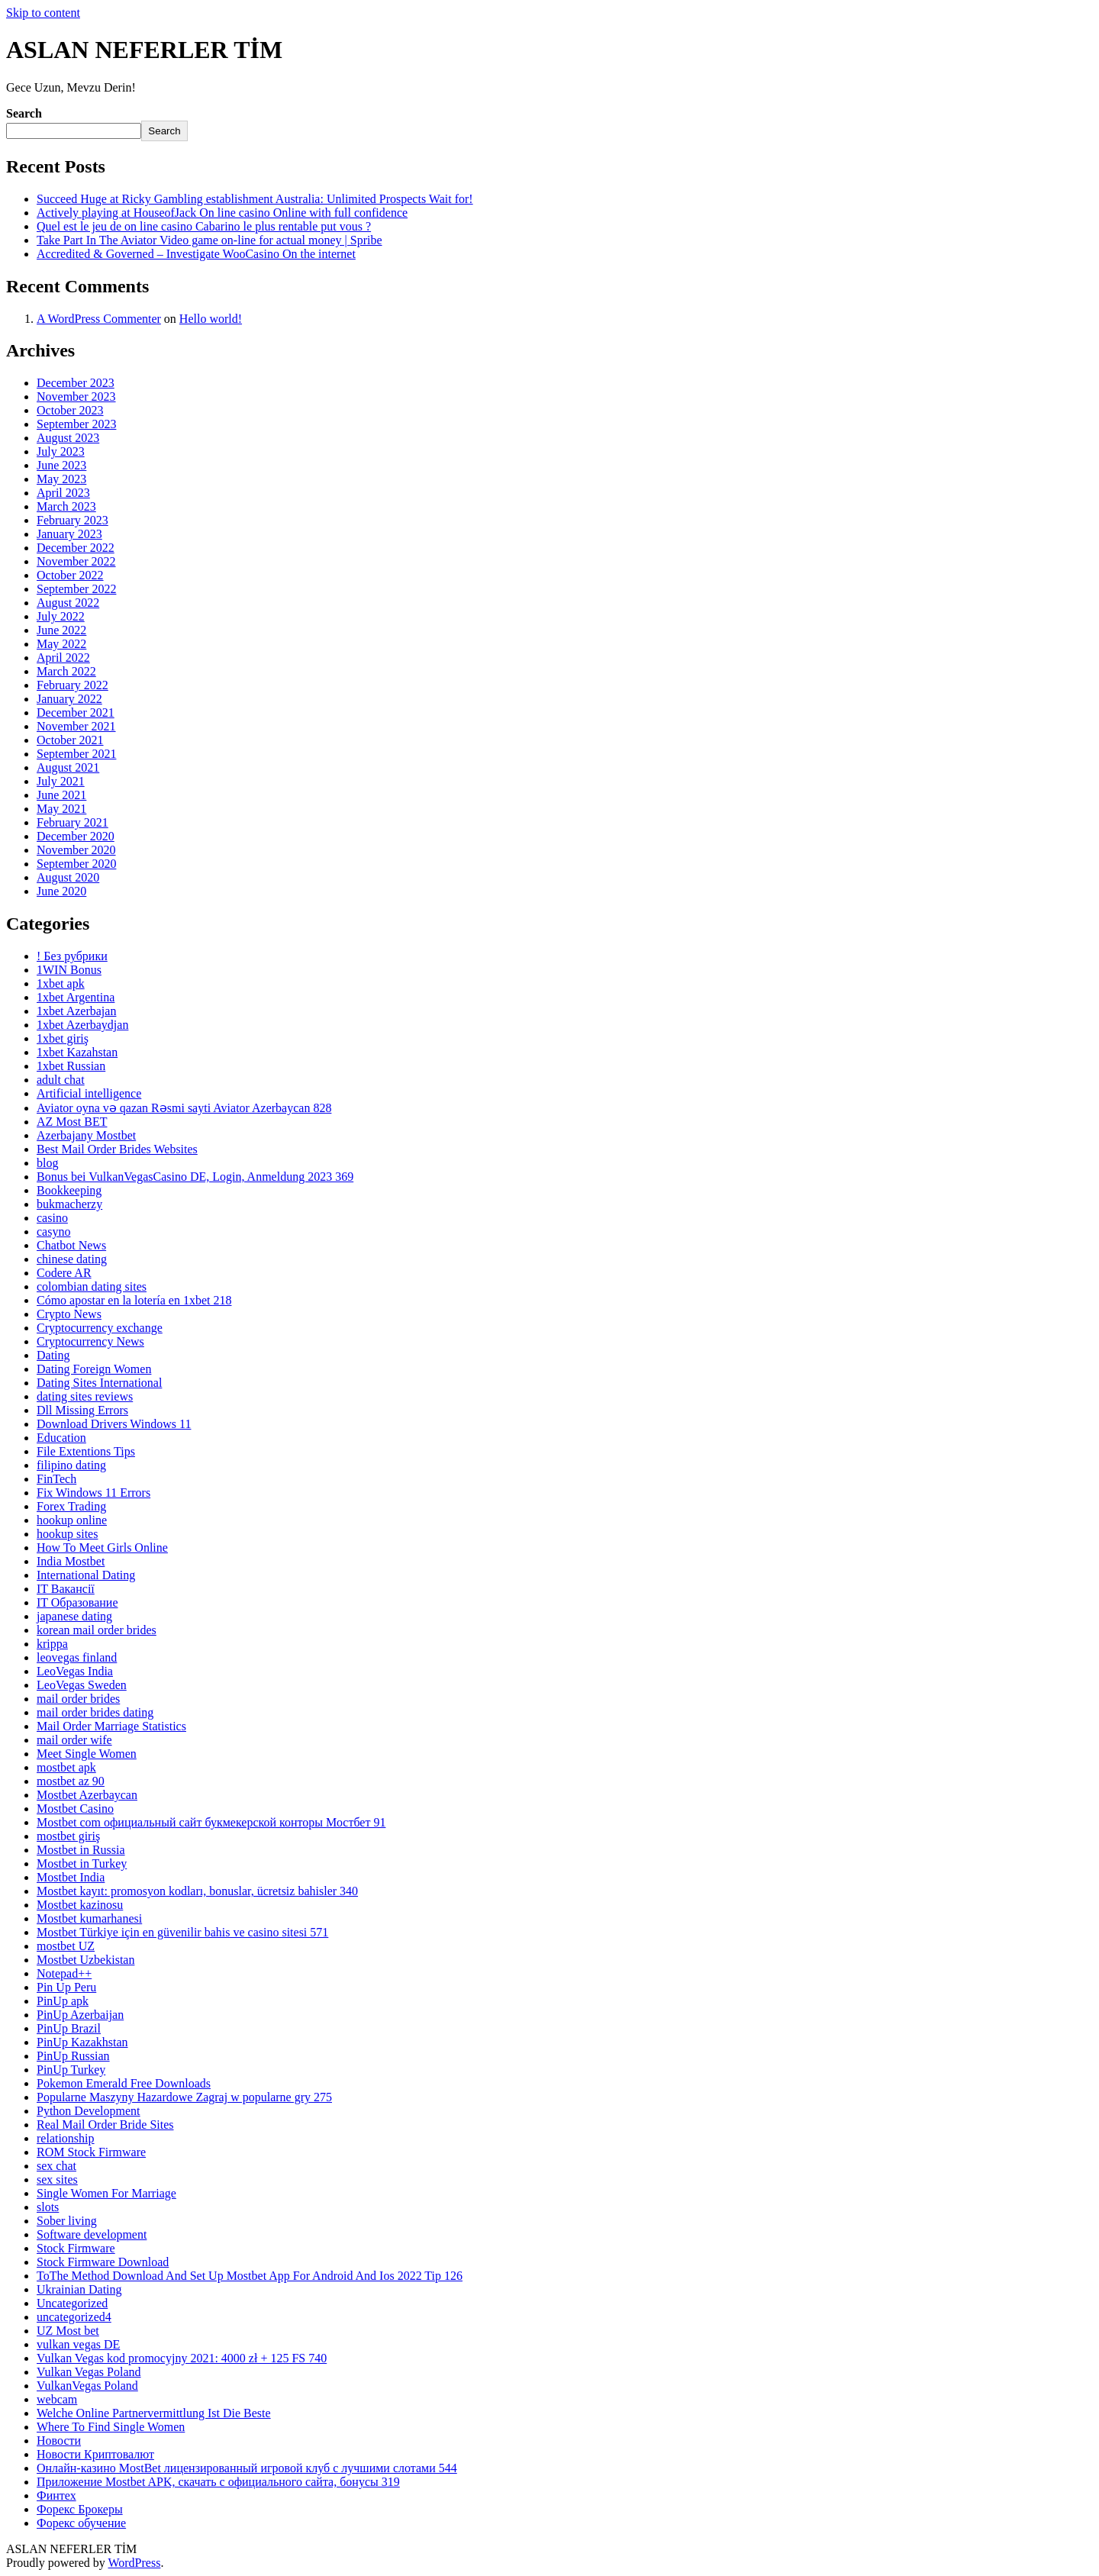 Skip to content
ASLAN NEFERLER TİM
Gece Uzun, Mevzu Derin!
Search
Search
Recent Posts
Succeed Huge at Ricky Gambling establishment Australia: Unlimited Prospects Wait for!
Actively playing at HouseofJack On line casino Online with full confidence
Quel est le jeu de on line casino Cabarino le plus rentable put vous ?
Take Part In The Aviator Video game on-line for actual money | Spribe
Accredited & Governed – Investigate WooCasino On the internet
Recent Comments
1. A WordPress Commenter on Hello world!
Archives
December 2023
November 2023
October 2023
September 2023
August 2023
July 2023
June 2023
May 2023
April 2023
March 2023
February 2023
January 2023
December 2022
November 2022
October 2022
September 2022
August 2022
July 2022
June 2022
May 2022
April 2022
March 2022
February 2022
January 2022
December 2021
November 2021
October 2021
September 2021
August 2021
July 2021
June 2021
May 2021
February 2021
December 2020
November 2020
September 2020
August 2020
June 2020
Categories
! Без рубрики
1WIN Bonus
1xbet apk
1xbet Argentina
1xbet Azerbajan
1xbet Azerbaydjan
1xbet giriş
1xbet Kazahstan
1xbet Russian
adult chat
Artificial intelligence
Aviator oyna və qazan Rəsmi sayti Aviator Azerbaycan 828
AZ Most BET
Azerbajany Mostbet
Best Mail Order Brides Websites
blog
Bonus bei VulkanVegasCasino DE, Login, Anmeldung 2023 369
Bookkeeping
bukmacherzy
casino
casyno
Chatbot News
chinese dating
Codere AR
colombian dating sites
Cómo apostar en la lotería en 1xbet 218
Crypto News
Cryptocurrency exchange
Cryptocurrency News
Dating
Dating Foreign Women
Dating Sites International
dating sites reviews
Dll Missing Errors
Download Drivers Windows 11
Education
File Extentions Tips
filipino dating
FinTech
Fix Windows 11 Errors
Forex Trading
hookup online
hookup sites
How To Meet Girls Online
India Mostbet
International Dating
IT Вакансії
IT Образование
japanese dating
korean mail order brides
krippa
leovegas finland
LeoVegas India
LeoVegas Sweden
mail order brides
mail order brides dating
Mail Order Marriage Statistics
mail order wife
Meet Single Women
mostbet apk
mostbet az 90
Mostbet Azerbaycan
Mostbet Casino
Mostbet com официальный сайт букмекерской конторы Мостбет 91
mostbet giriş
Mostbet in Russia
Mostbet in Turkey
Mostbet India
Mostbet kayıt: promosyon kodları, bonuslar, ücretsiz bahisler 340
Mostbet kazinosu
Mostbet kumarhanesi
Mostbet Türkiye için en güvenilir bahis ve casino sitesi 571
mostbet UZ
Mostbet Uzbekistan
Notepad++
Pin Up Peru
PinUp apk
PinUp Azerbaijan
PinUp Brazil
PinUp Kazakhstan
PinUp Russian
PinUp Turkey
Pokemon Emerald Free Downloads
Popularne Maszyny Hazardowe Zagraj w popularne gry 275
Python Development
Real Mail Order Bride Sites
relationship
ROM Stock Firmware
sex chat
sex sites
Single Women For Marriage
slots
Sober living
Software development
Stock Firmware
Stock Firmware Download
ToThe Method Download And Set Up Mostbet App For Android And Ios 2022 Tip 126
Ukrainian Dating
Uncategorized
uncategorized4
UZ Most bet
vulkan vegas DE
Vulkan Vegas kod promocyjny 2021: 4000 zł + 125 FS 740
Vulkan Vegas Poland
VulkanVegas Poland
webcam
Welche Online Partnervermittlung Ist Die Beste
Where To Find Single Women
Новости
Новости Криптовалют
Онлайн-казино MostBet лицензированный игровой клуб с лучшими слотами 544
Приложение Mostbet APK, скачать с официального сайта, бонусы 319
Финтех
Форекс Брокеры
Форекс обучение
ASLAN NEFERLER TİM
Proudly powered by WordPress.